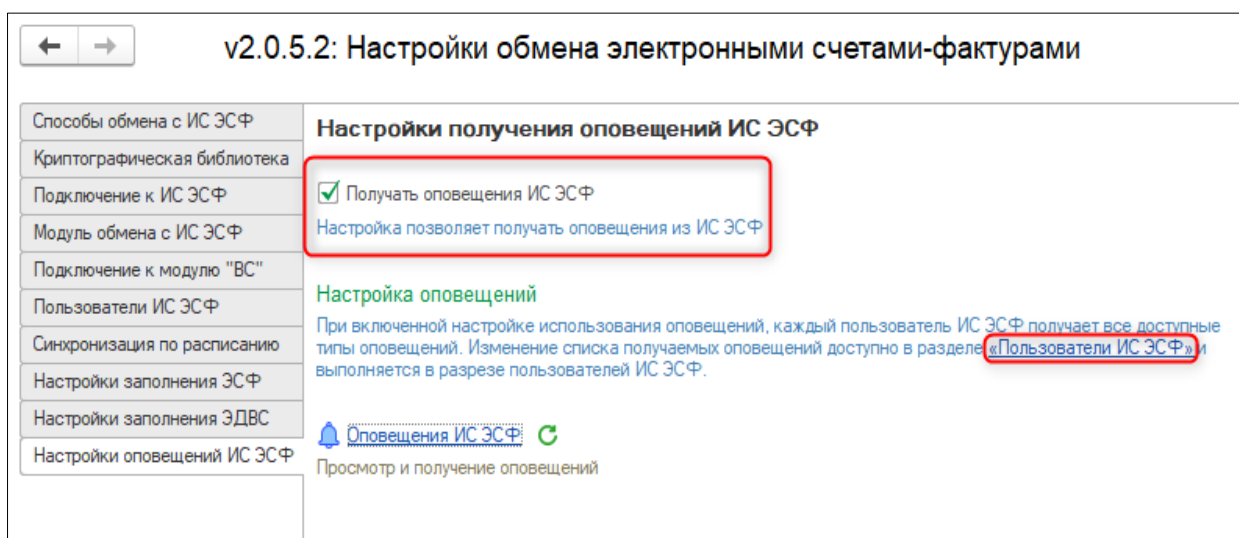 v2.0.5.2: Настройки обмена электронными счетами-фактурами
Способы обмена с ИС ЭСФ
Криптографическая библиотека
Подключение к ИС ЭСФ
Модуль обмена с ИС ЭСФ
Подключение к модулю "ВС"
Пользователи ИС ЭСФ
Синхронизация по расписанию
Настройки заполнения ЭСФ
Настройки заполнения ЭДВС
Настройки оповещений ИС ЭСФ
Настройки получения оповещений ИС ЭСФ
Получать оповещения ИС ЭСФ
Настройка позволяет получать оповещения из ИС ЭСФ
Настройка оповещений
При включенной настройке использования оповещений, каждый пользователь ИС ЭСФ получает все доступные
типы оповещений. Изменение списка получаемых оповещений доступно в разделе «Пользователи ИС ЭСФ» и
выполняется в разрезе пользователей ИС ЭСФ.
Оповещения ИС ЭСФ
Просмотр и получение оповещений